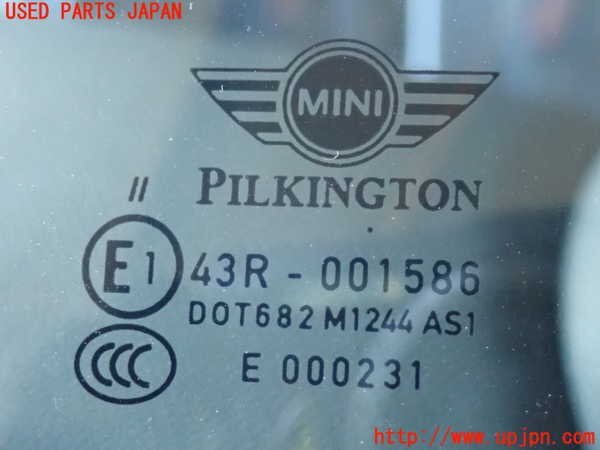 USED PARTS JAPAN
MINI
// PILKINGTON
E1 43R - 001586
DOT682 M1244 AS1
CCC E 000231
http://www.upjpn.com